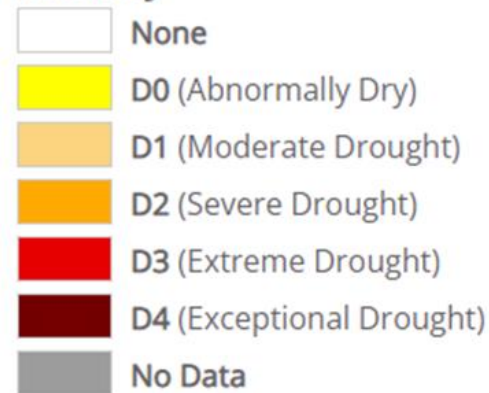 None
D0 (Abnormally Dry)
D1 (Moderate Drought)
D2 (Severe Drought)
D3 (Extreme Drought)
D4 (Exceptional Drought)
No Data